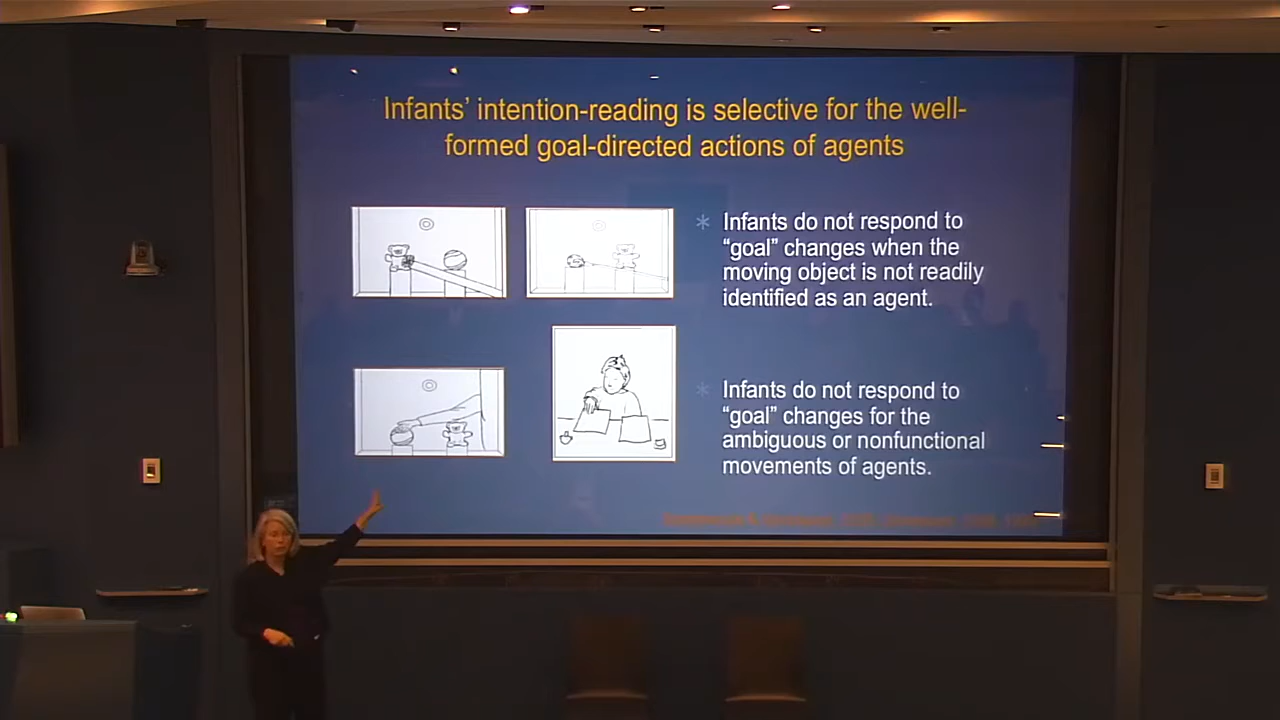 Infants' intention-reading is selective for the well-
formed goal-directed actions of agents
* Infants do not respond to
"goal" changes when the
moving object is not readily
identified as an agent.
* Infants do not respond to
"goal" changes for the
ambiguous or nonfunctional
movements of agents.